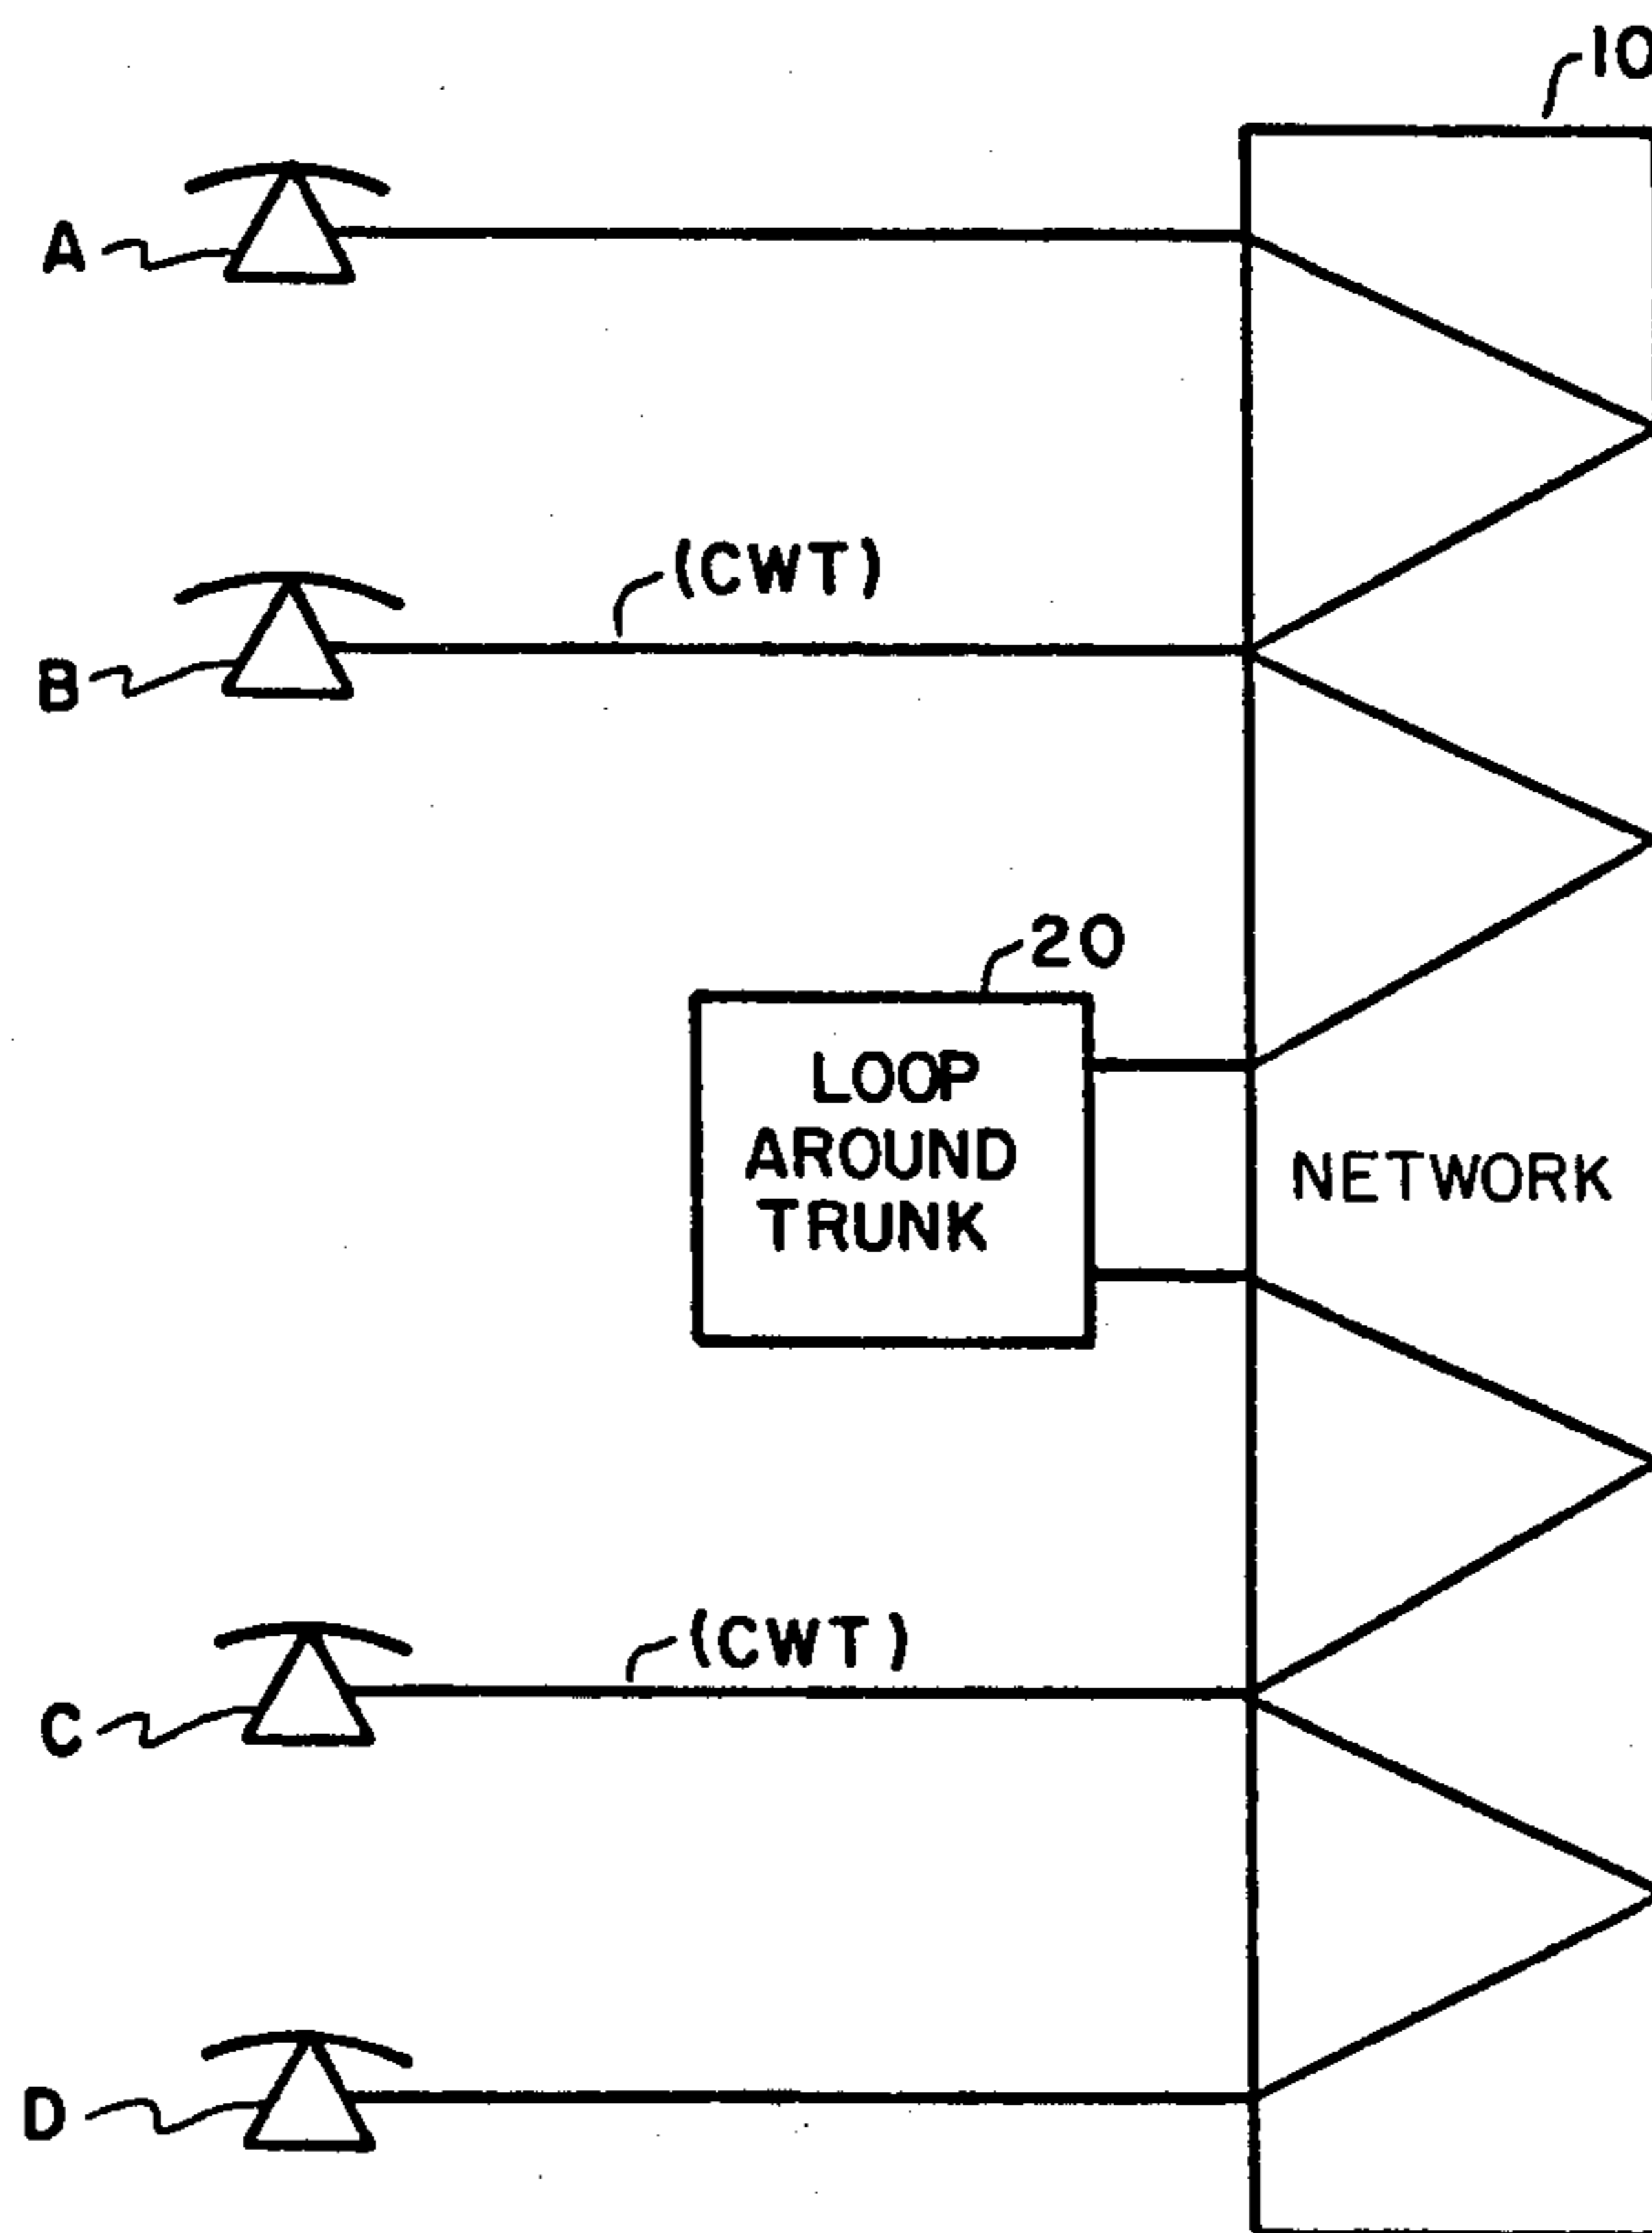 10
A
(CWT)
B
20
LOOP
AROUND
TRUNK
NETWORK
(CWT)
C
D